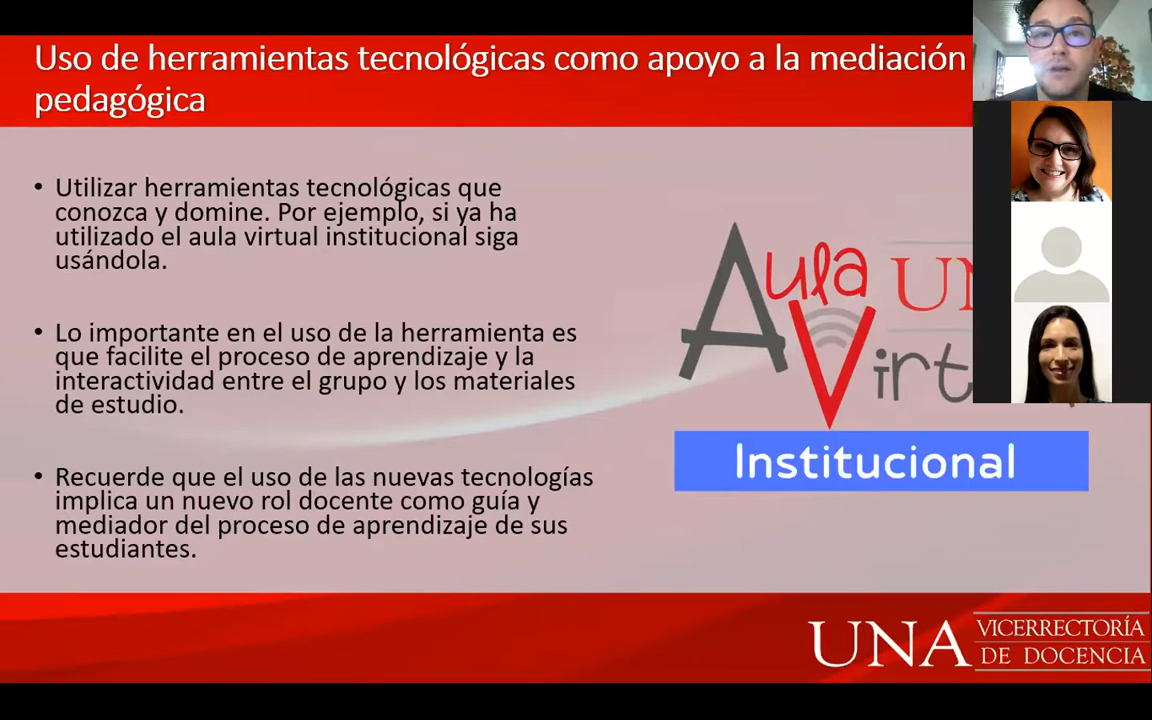 Uso de herramientas tecnológicas como apoyo a la mediación
pedagógica
• Utilizar herramientas tecnológicas que
conozca y domine. Por ejemplo, si ya ha
utilizado el aula virtual institucional siga
usándola.
• Lo importante en el uso de la herramienta es
que facilite el proceso de aprendizaje y la
interactividad entre el grupo y los materiales
de estudio.
• Recuerde que el uso de las nuevas tecnologías
implica un nuevo rol docente como guía y
mediador del proceso de aprendizaje de sus
estudiantes.
Aula
Institucional
UNA
VICERRECTORÍA
DE DOCENCIA